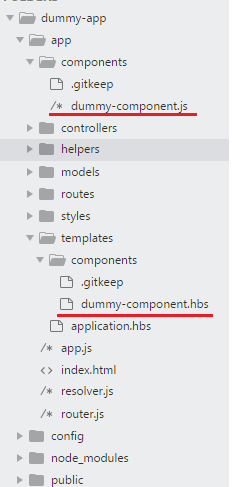 dummy-app
app
components
.gitkeep
/* dummy-component.js
controllers
helpers
models
routes
styles
templates
components
.gitkeep
dummy-component.hbs
application.hbs
/* app.js
<> index.html
/* resolver.js
/* router.js
config
node_modules
public